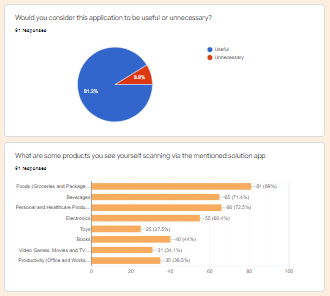 Would you consider this application to be useful or unnecessary?
91 responses
Useful
Unnecessary
8.8%
91.2%
What are some products you see yourself scanning via the mentioned solution app
91 responses
Foods (Groceries and Package... 81 (89%)
Beverages 65 (71.4%)
Personal and Healthcare Produ... 66 (72.5%)
Electronics 55 (60.4%)
Toys 25 (27.5%)
Books 40 (44%)
Video Games, Movies and TV... 31 (34.1%)
Productivity (Office and Works... 35 (38.5%)
0 20 40 60 80 100